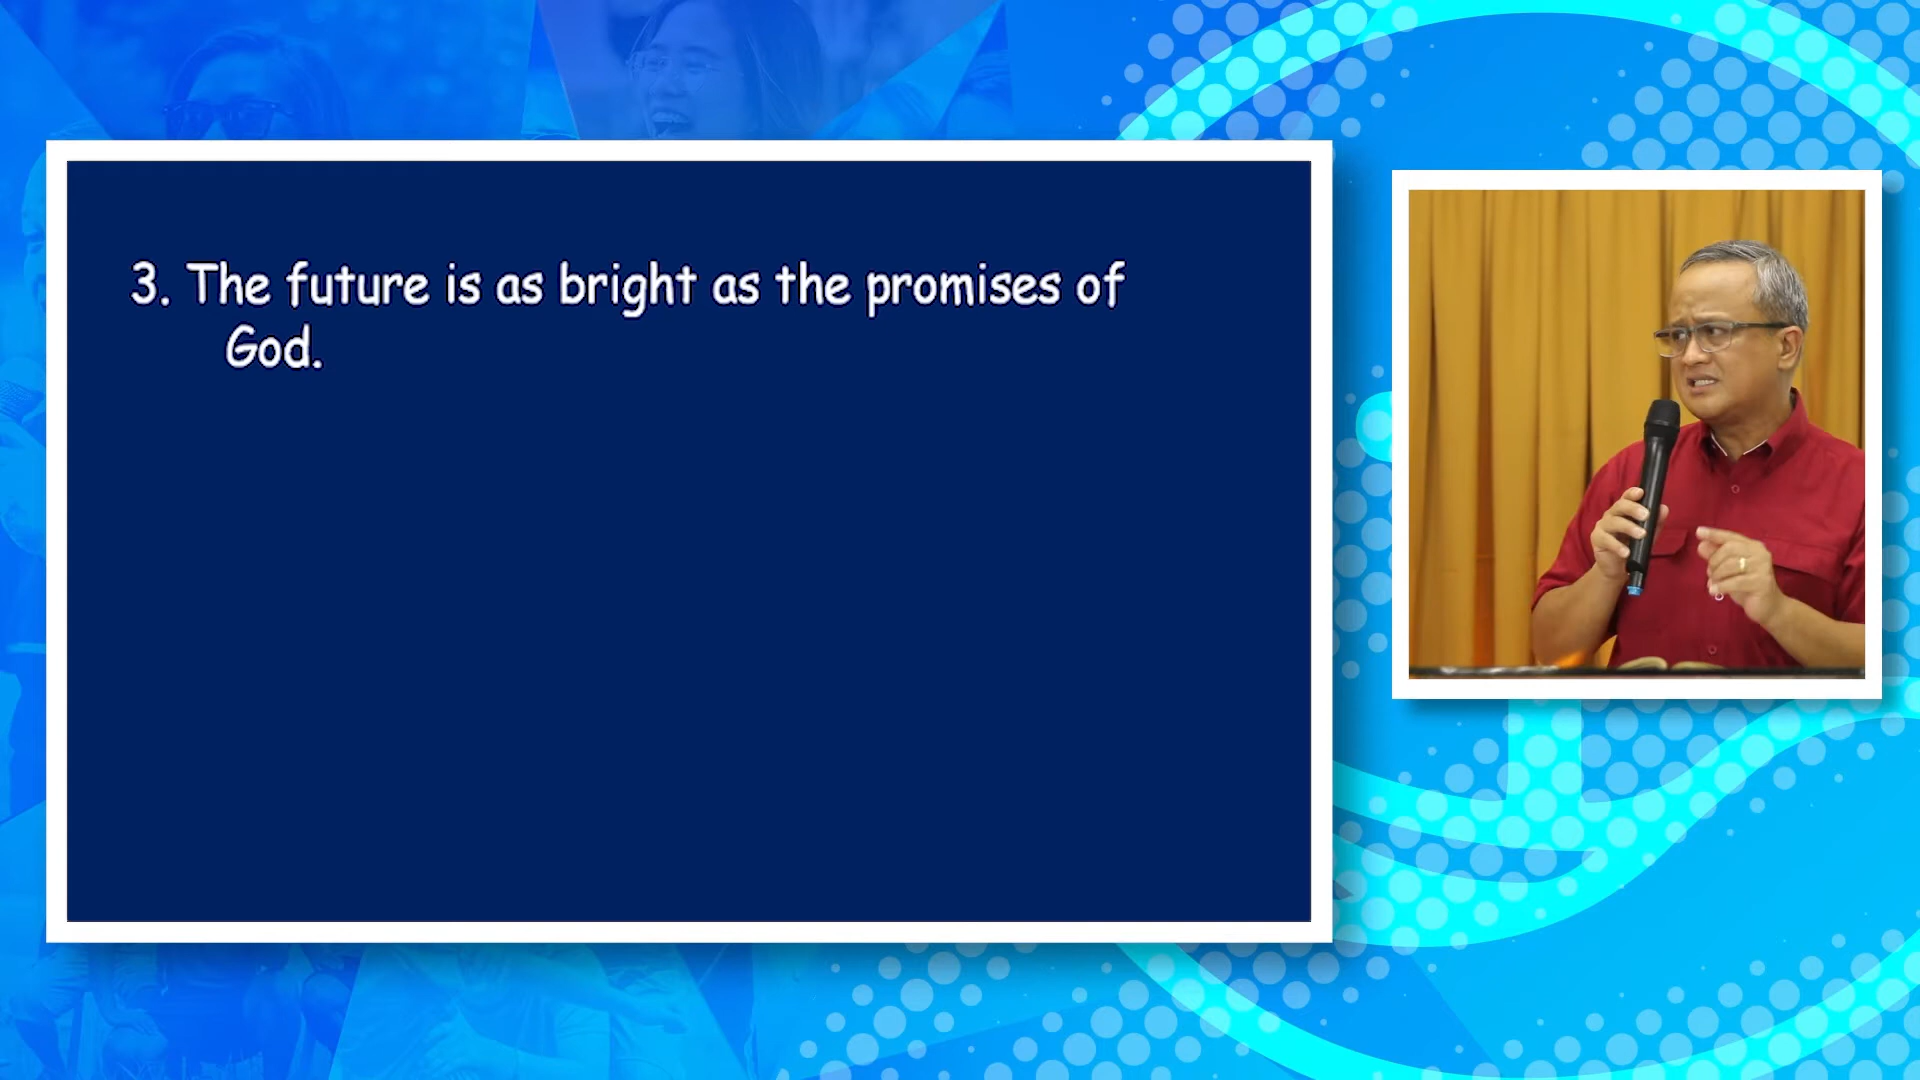 3. The future is as bright as the promises of
God.